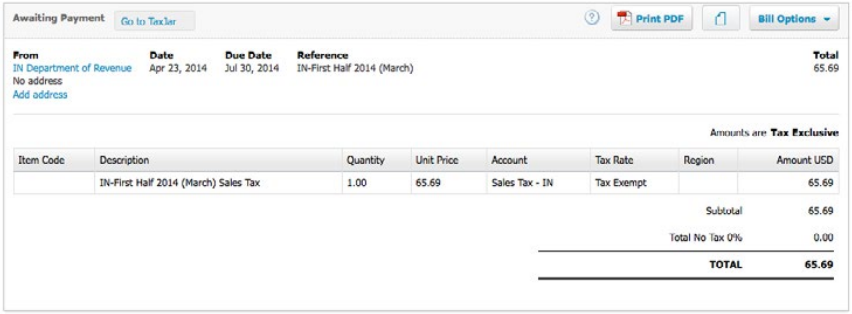 Awaiting Payment Go to TaxJar ? Print PDF Bill Options
From Date Due Date Reference Total
IN Department of Revenue Apr 23, 2014 Jul 30, 2014 IN-First Half 2014 (March) 65.69
No address
Add address
Amounts are Tax Exclusive
Item Code Description Quantity Unit Price Account Tax Rate Region Amount USD
IN-First Half 2014 (March) Sales Tax 1.00 65.69 Sales Tax - IN Tax Exempt 65.69
Subtotal 65.69
Total No Tax 0% 0.00
TOTAL 65.69